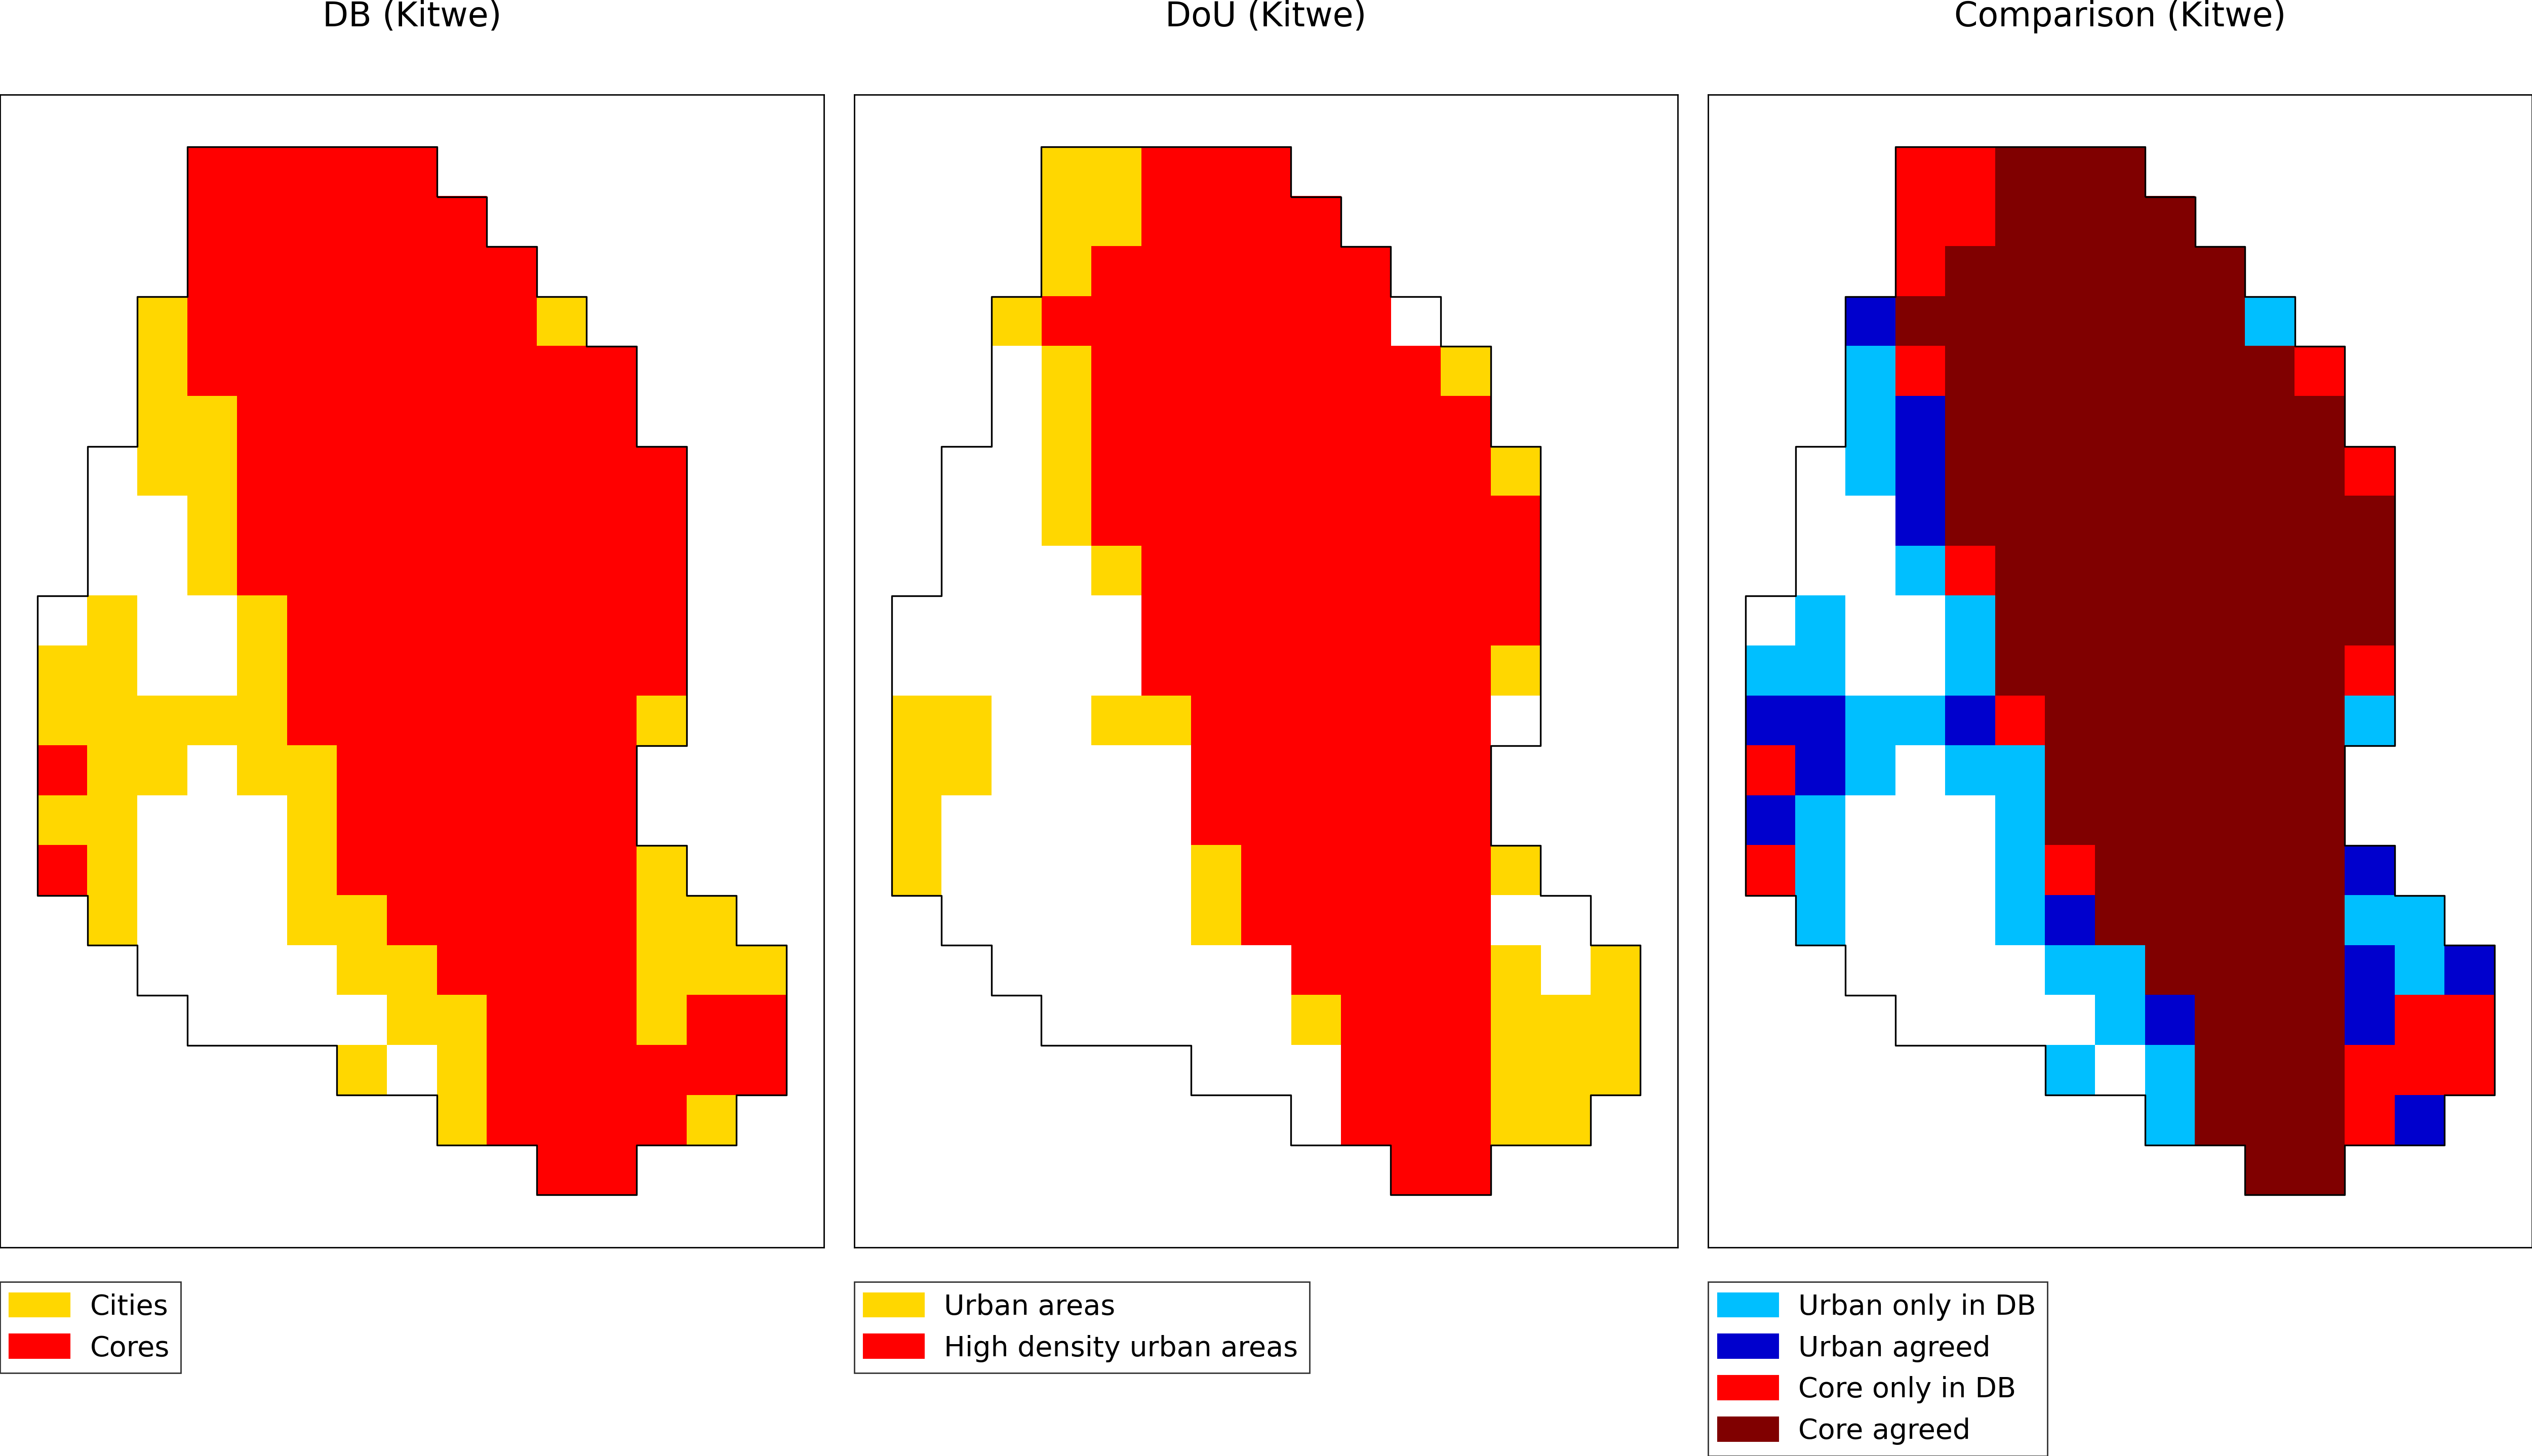 DB (Kitwe)
DoU (Kitwe)
Comparison (Kitwe)
Cities
Cores
Urban areas
High density urban areas
Urban only in DB
Urban agreed
Core only in DB
Core agreed